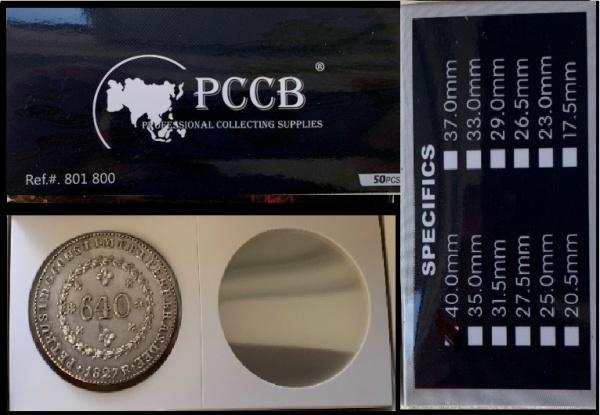 PCCB ®
PROFESSIONAL COLLECTING SUPPLIES
Ref.#. 801 800
50PCS
SPECIFICS
40.0mm 37.0mm
35.0mm 33.0mm
31.5mm 29.0mm
27.5mm 26.5mm
25.0mm 23.0mm
20.5mm 17.5mm
640
1827R